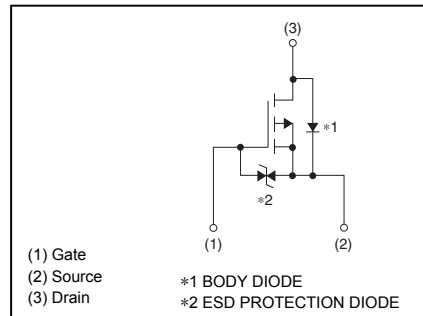 (3)
∗1
∗2
(1)
(2)
(1) Gate
(2) Source
(3) Drain
∗1 BODY DIODE
∗2 ESD PROTECTION DIODE